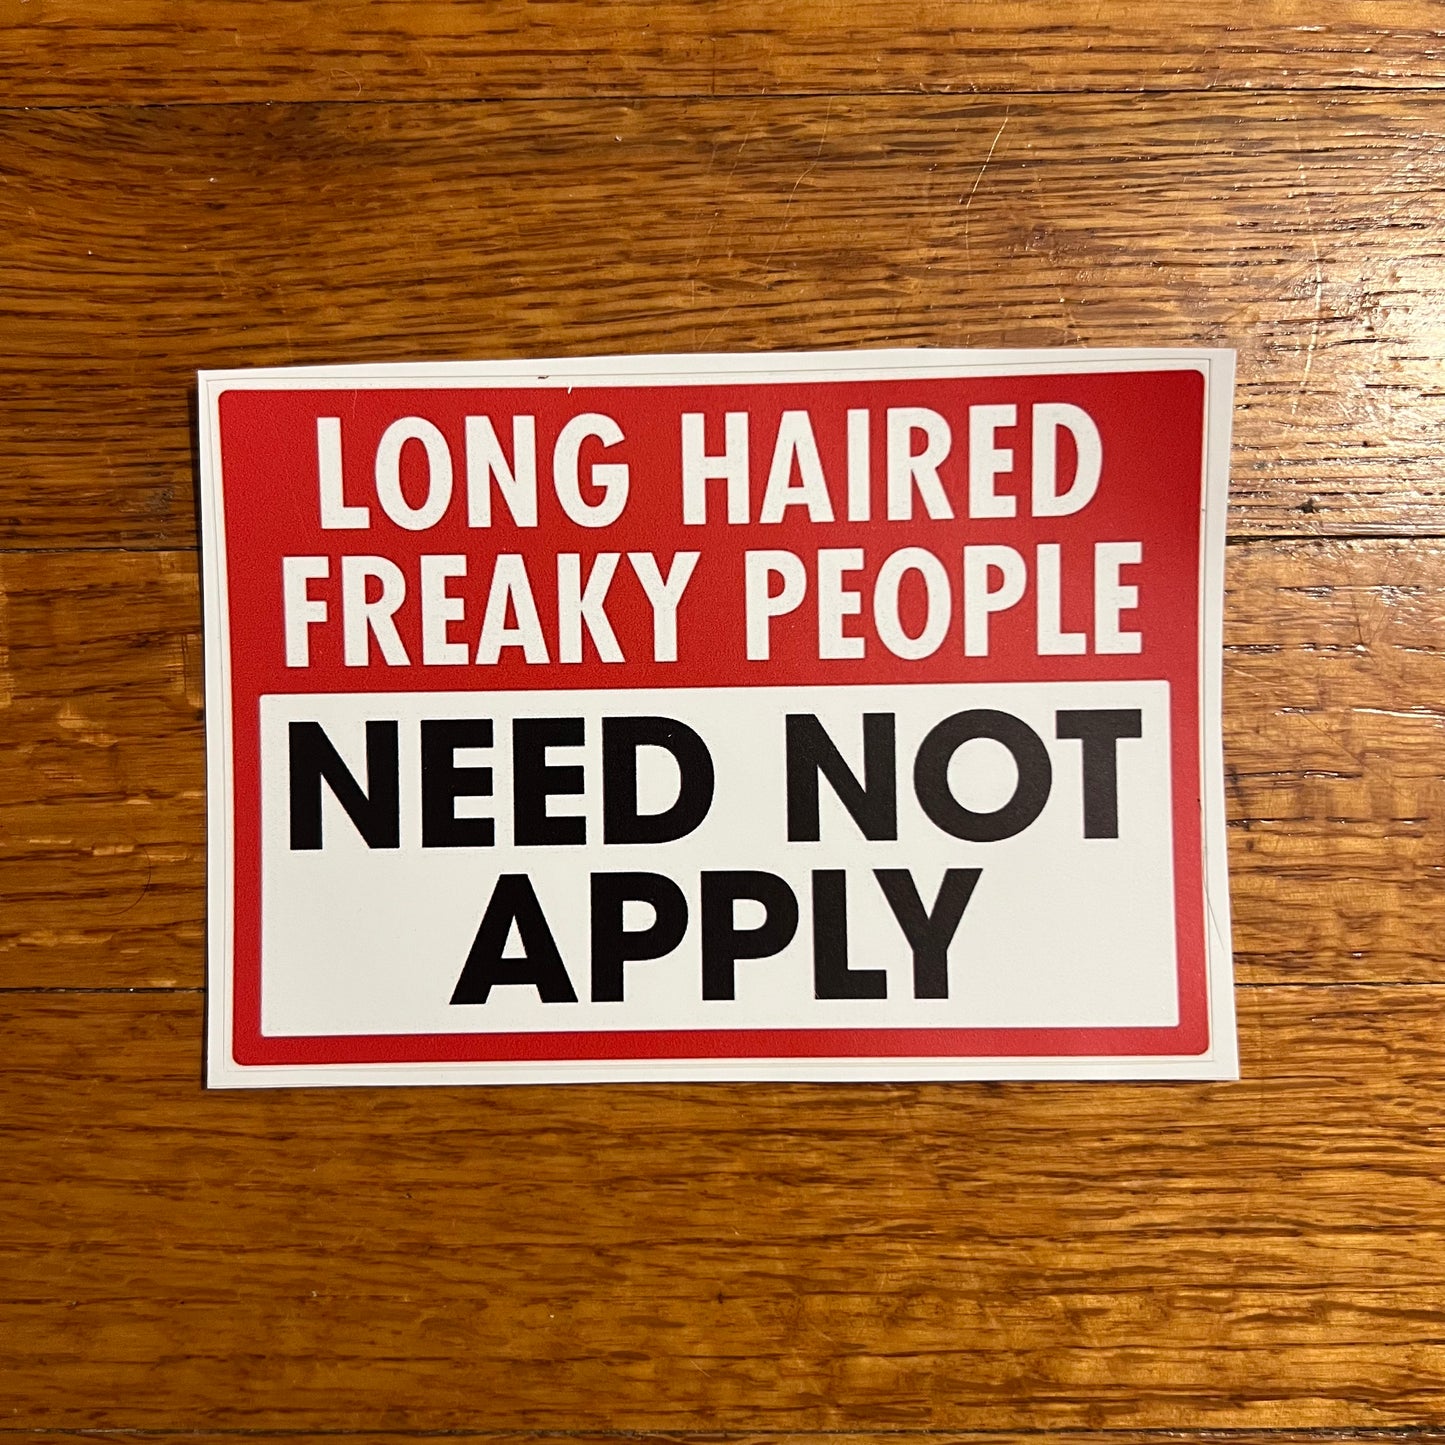 LONG HAIRED
FREAKY PEOPLE
NEED NOT
APPLY